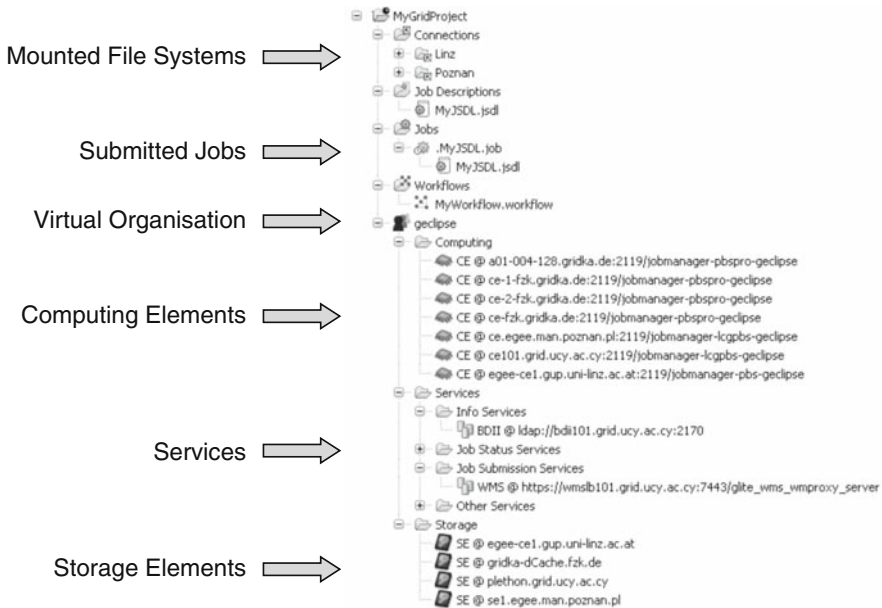 MyGridProject
Connections
Mounted File Systems
Linz
Poznan
Job Descriptions
MyJSDL.jsdl
Jobs
Submitted Jobs
.MyJSDL.job
MyJSDL.jsdl
Workflows
MyWorkflow.workflow
Virtual Organisation
geclipse
Computing
CE @ a01-004-128.gridka.de:2119/jobmanager-pbspro-geclipse
CE @ ce-1-fzk.gridka.de:2119/jobmanager-pbspro-geclipse
CE @ ce-2-fzk.gridka.de:2119/jobmanager-pbspro-geclipse
Computing Elements
CE @ ce-fzk.gridka.de:2119/jobmanager-pbspro-geclipse
CE @ ce.egee.man.poznan.pl:2119/jobmanager-lcgpbs-geclipse
CE @ ce101.grid.ucy.ac.cy:2119/jobmanager-lcgpbs-geclipse
CE @ egee-ce1.gup.uni-linz.ac.at:2119/jobmanager-pbs-geclipse
Services
Info Services
BDII @ ldap://bdii101.grid.ucy.ac.cy:2170
Services
Job Status Services
Job Submission Services
WMS @ https://wmslb101.grid.ucy.ac.cy:7443/glite_wms_wmproxy_server
Other Services
Storage
SE @ egee-ce1.gup.uni-linz.ac.at
Storage Elements
SE @ gridka-dCache.fzk.de
SE @ plethon.grid.ucy.ac.cy
SE @ se1.egee.man.poznan.pl